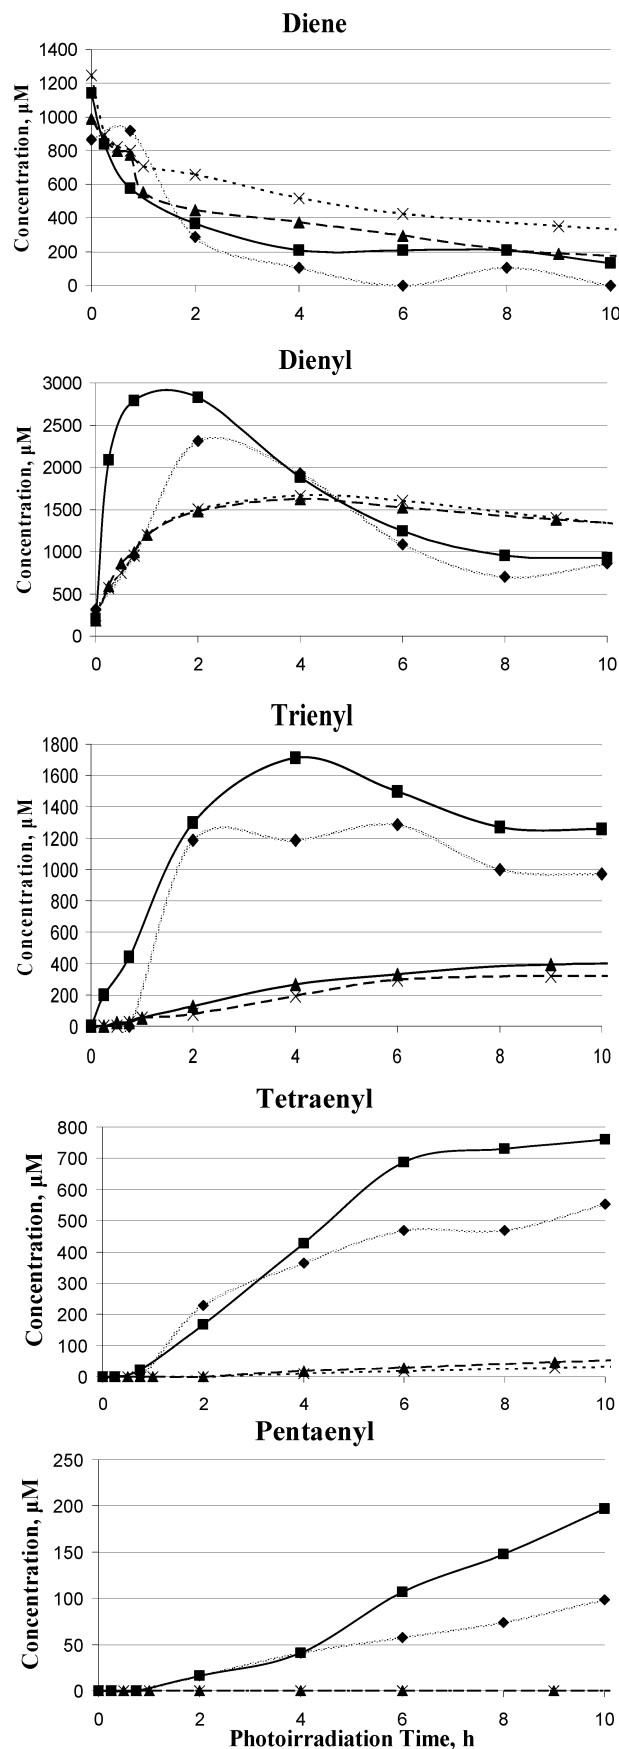 Diene
Concentration, µM
1400
1200
1000
800
600
400
200
0
0 2 4 6 8 10
Dienyl
Concentration, µM
3000
2500
2000
1500
1000
500
0
0 2 4 6 8 10
Trienyl
Concentration, µM
1800
1600
1400
1200
1000
800
600
400
200
0
0 2 4 6 8 10
Tetraenyl
Concentration, µM
800
700
600
500
400
300
200
100
0
0 2 4 6 8 10
Pentaenyl
Concentration, µM
250
200
150
100
50
0
0 2 4 6 8 10
Photoirradiation Time, h